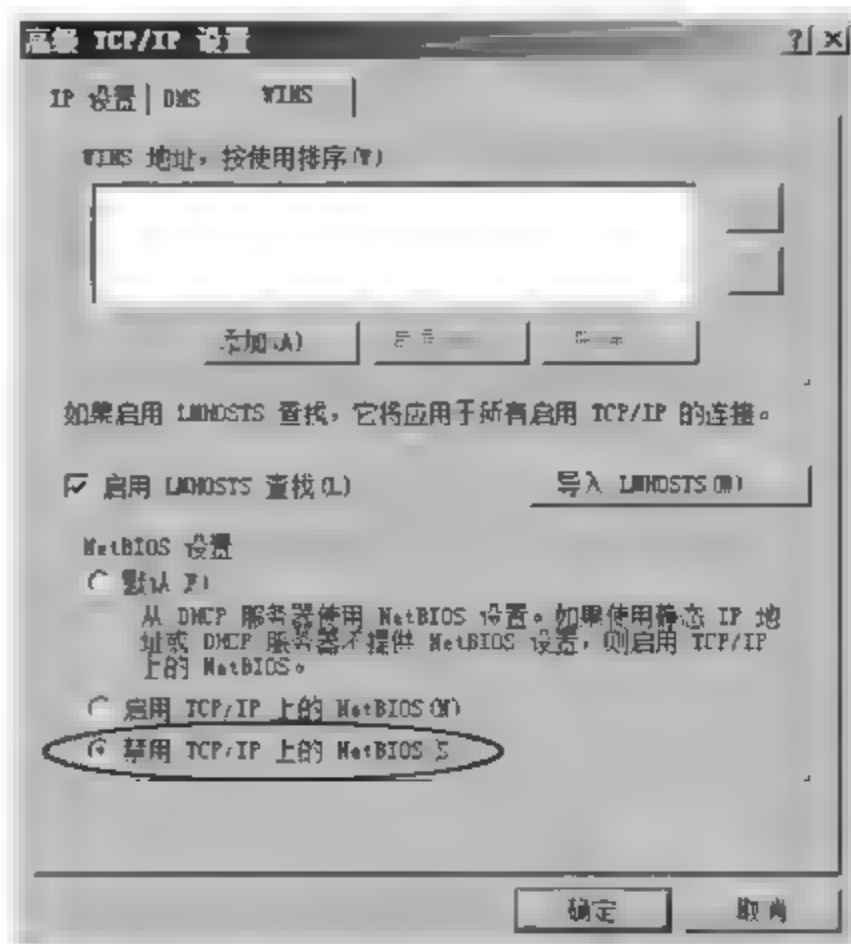 高级 TCP/IP 设置
IP 设置 DNS WINS
WINS 地址，按使用排序(W)
添加(A)
如果启用 LMHOSTS 查找，它将应用于所有启用 TCP/IP 的连接。
启用 LMHOSTS 查找(L)
导入 LMHOSTS(M)
NetBIOS 设置
默认(F)
从 DHCP 服务器使用 NetBIOS 设置。如果使用静态 IP 地
址或 DHCP 服务器不提供 NetBIOS 设置，则启用 TCP/IP
上的 NetBIOS。
启用 TCP/IP 上的 NetBIOS(N)
禁用 TCP/IP 上的 NetBIOS S
确定
取消